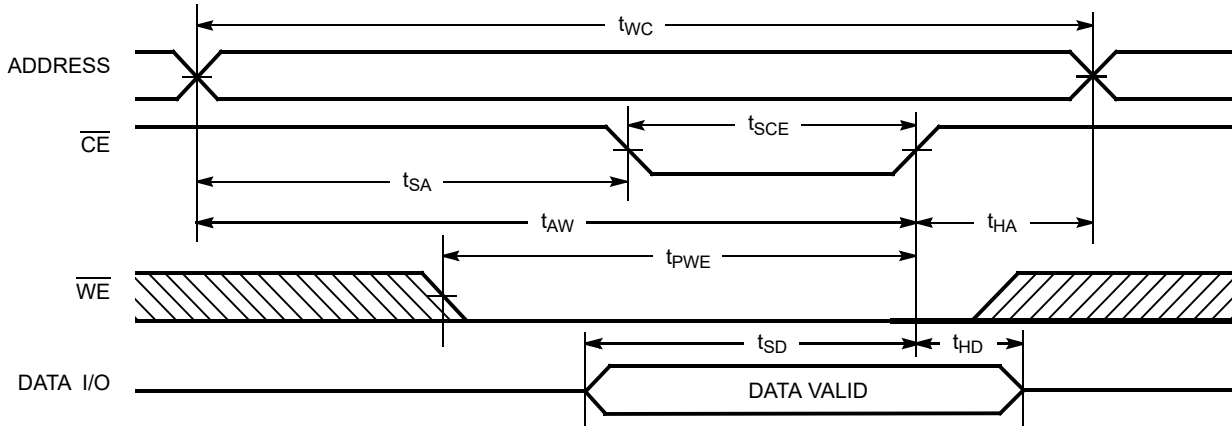 tWC
ADDRESS
CE
tSCE
tSA
tAW
tHA
tPWE
WE
tSD
tHD
DATA I/O
DATA VALID